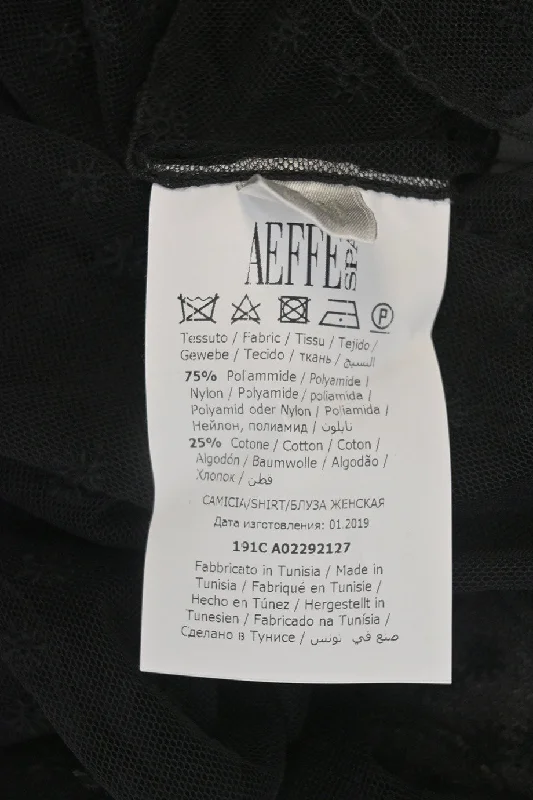 AEFFE SPA
P
Tessuto / Fabric / Tissu / Tejido /
Gewebe / Tecido / ткань / النسيج
75% Poliammide / Polyamide /
Nylon / Polyamide / poliamida /
Polyamid oder Nylon / Poliamida /
Нейлон, полиамид / نايلون
25% Cotone / Cotton / Coton /
Algodón / Baumwolle / Algodão /
Хлопок / قطن
CAMICIA/SHIRT/БЛУЗА ЖЕНСКАЯ
Дата изготовления: 01.2019
191C A02292127
Fabbricato in Tunisia / Made in
Tunisia / Fabriqué en Tunisie /
Hecho en Túnez / Hergestellt in
Tunesien / Fabricado na Tunísia /
Сделано в Тунисе / صنع في تونس